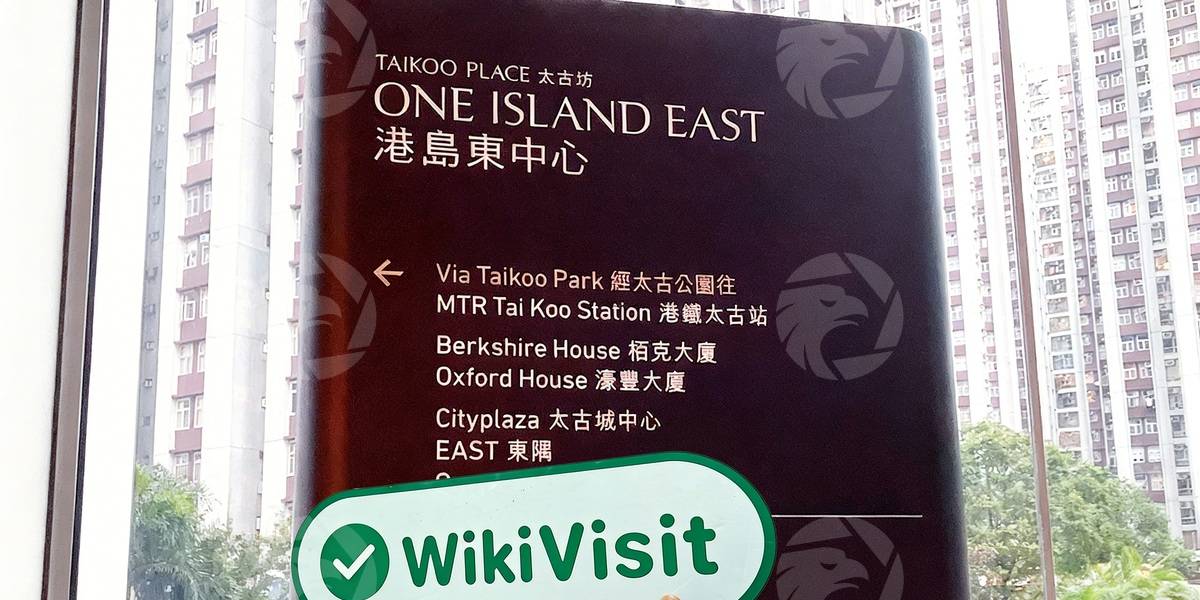 TAIKOO PLACE 太古坊
ONE ISLAND EAST
港島東中心
← Via Taikoo Park 經太古公園往
MTR Tai Koo Station 港鐵太古站
Berkshire House 栢克大廈
Oxford House 濠豐大廈
Cityplaza 太古城中心
EAST 東隅
WikiVisit